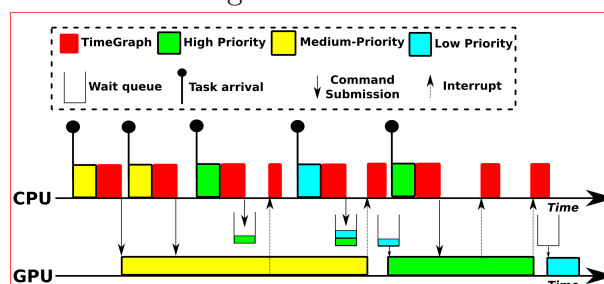 TimeGraph High Priority Medium-Priority Low Priority
Wait queue Task arrival Command Submission Interrupt
CPU
Time
GPU